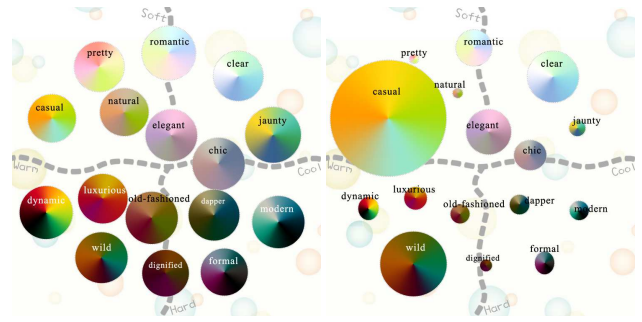 Soft
romantic
pretty
clear
casual
natural
jaunty
elegant
chic
Warm
Cool
luxurious
dynamic
old-fashioned
dapper
modern
wild
dignified
formal
Hard
Soft
romantic
pretty
clear
casual
natural
jaunty
elegant
chic
Warm
Cool
luxurious
dynamic
old-fashioned
dapper
modern
wild
formal
dignified
Hard